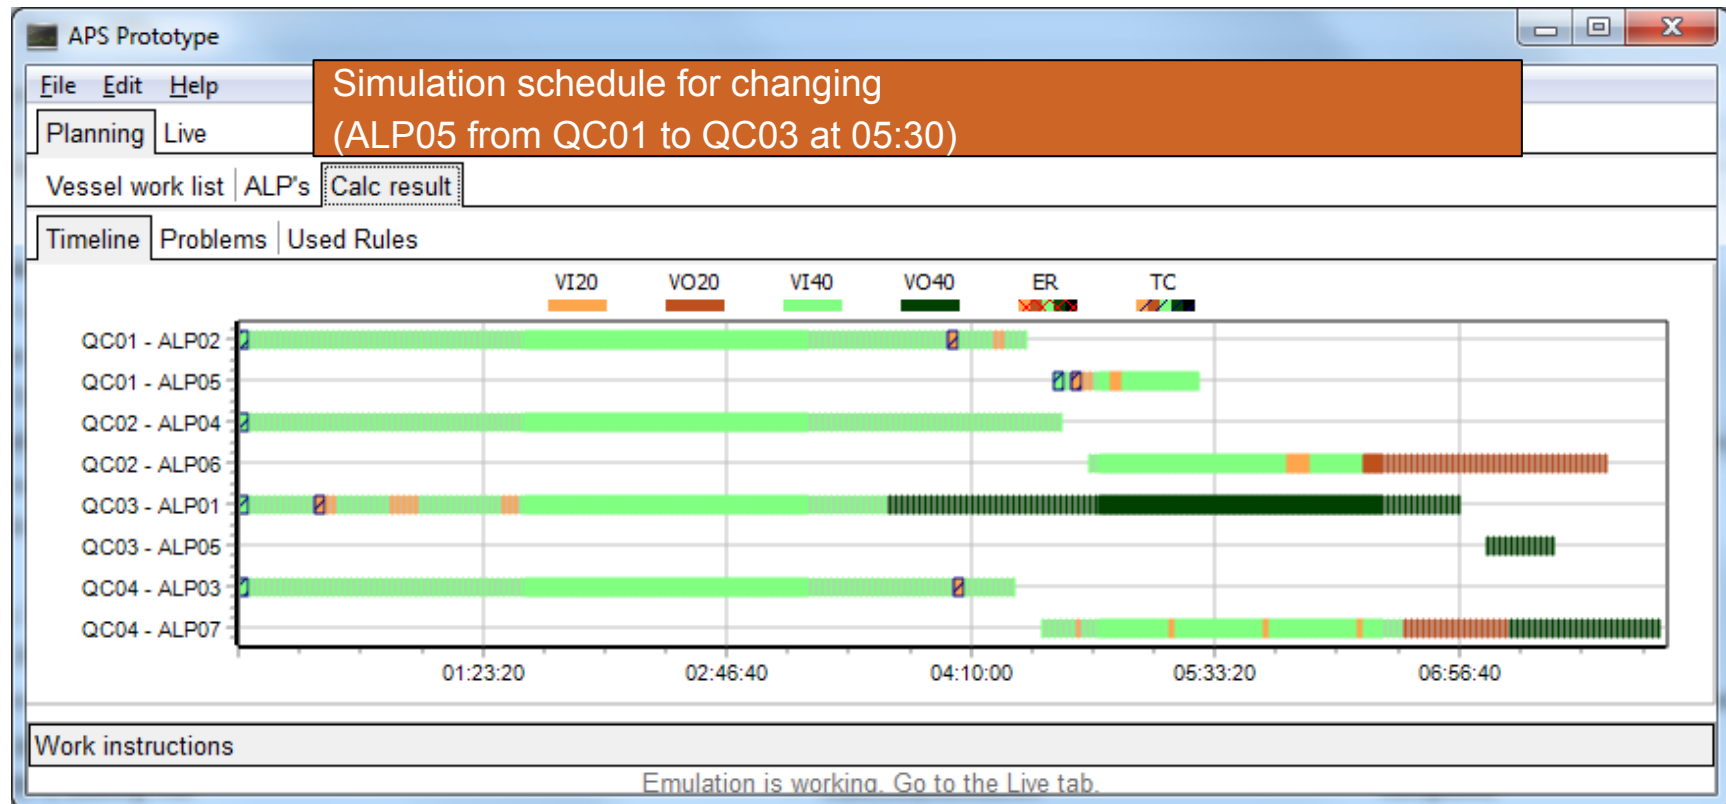 APS Prototype
File Edit Help
Simulation schedule for changing
(ALP05 from QC01 to QC03 at 05:30)
Planning Live
Vessel work list ALP's Calc result
Timeline Problems Used Rules
VI20 VO20 VI40 VO40 ER TC
QC01 - ALP02
QC01 - ALP05
QC02 - ALP04
QC02 - ALP06
QC03 - ALP01
QC03 - ALP05
QC04 - ALP03
QC04 - ALP07
01:23:20 02:46:40 04:10:00 05:33:20 06:56:40
Work instructions
Emulation is working. Go to the Live tab.